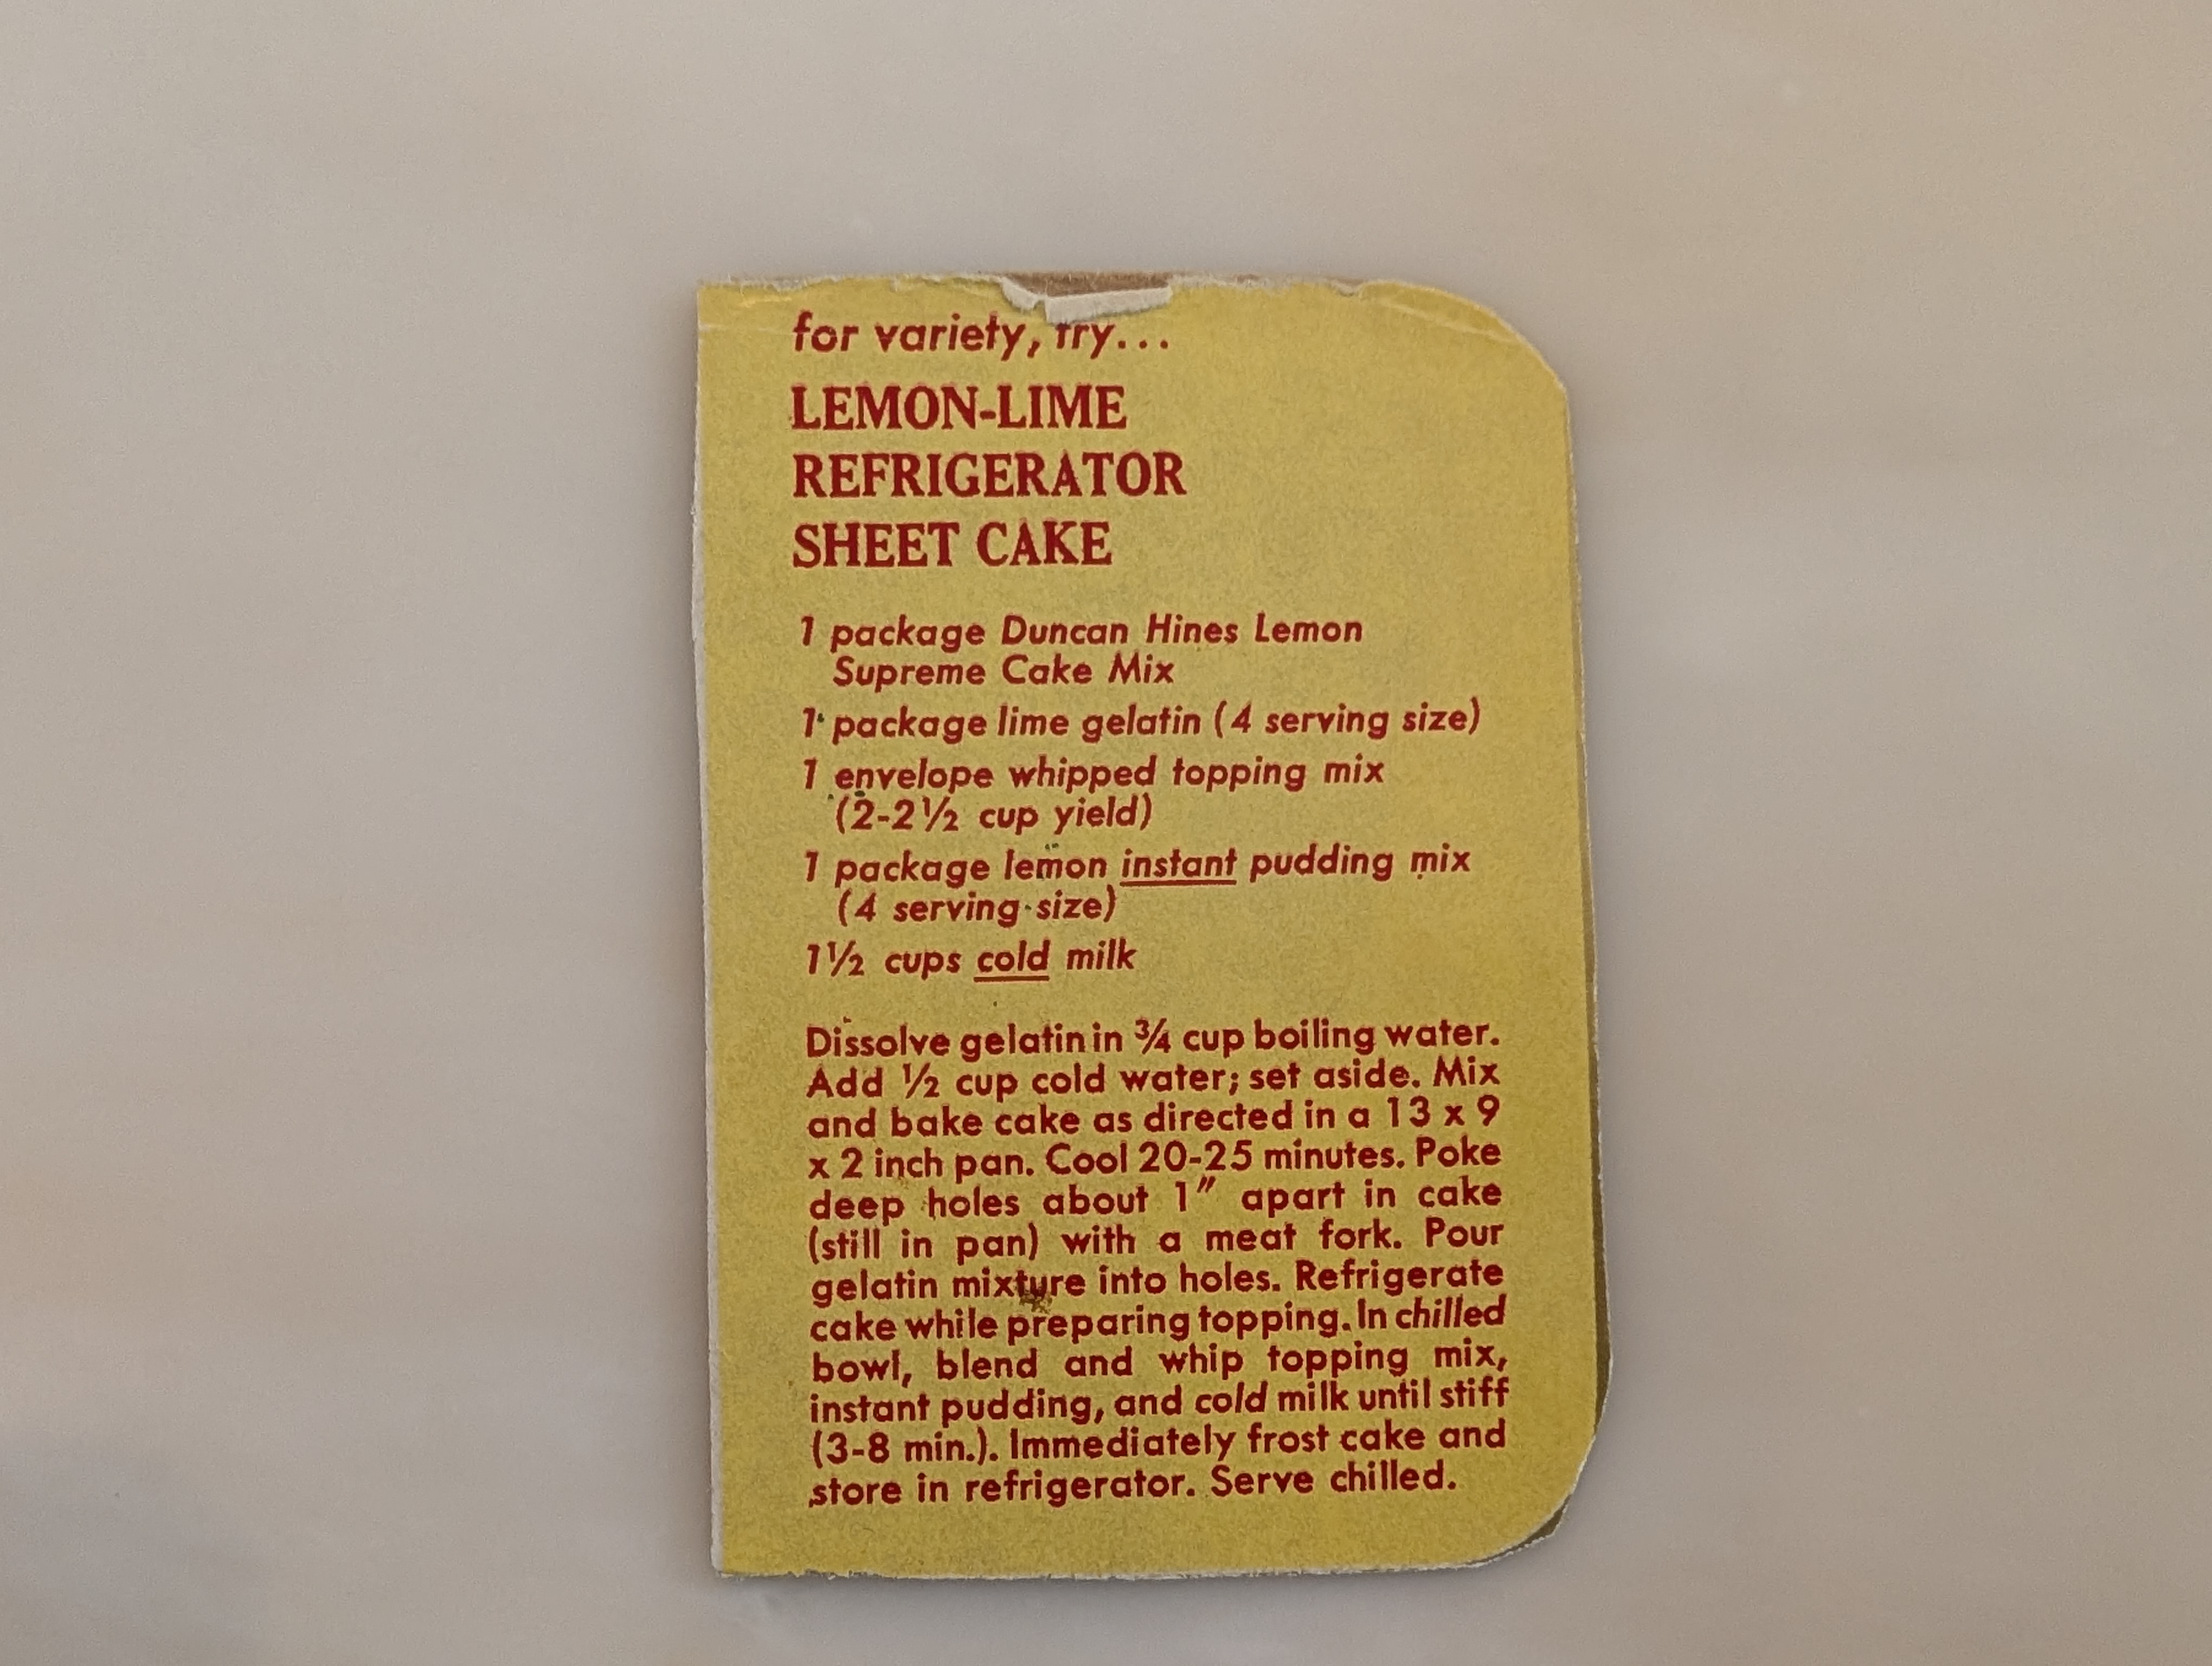 for variety, try...
LEMON-LIME
REFRIGERATOR
SHEET CAKE
1 package Duncan Hines Lemon
Supreme Cake Mix
1 package lime gelatin (4 serving size)
1 envelope whipped topping mix
(2-2½ cup yield)
1 package lemon instant pudding mix
(4 serving size)
1½ cups cold milk
Dissolve gelatin in ¾ cup boiling water.
Add ½ cup cold water; set aside. Mix
and bake cake as directed in a 13 x 9
x 2 inch pan. Cool 20-25 minutes. Poke
deep holes about 1″ apart in cake
(still in pan) with a meat fork. Pour
gelatin mixture into holes. Refrigerate
cake while preparing topping. In chilled
bowl, blend and whip topping mix,
instant pudding, and cold milk until stiff
(3-8 min.). Immediately frost cake and
store in refrigerator. Serve chilled.